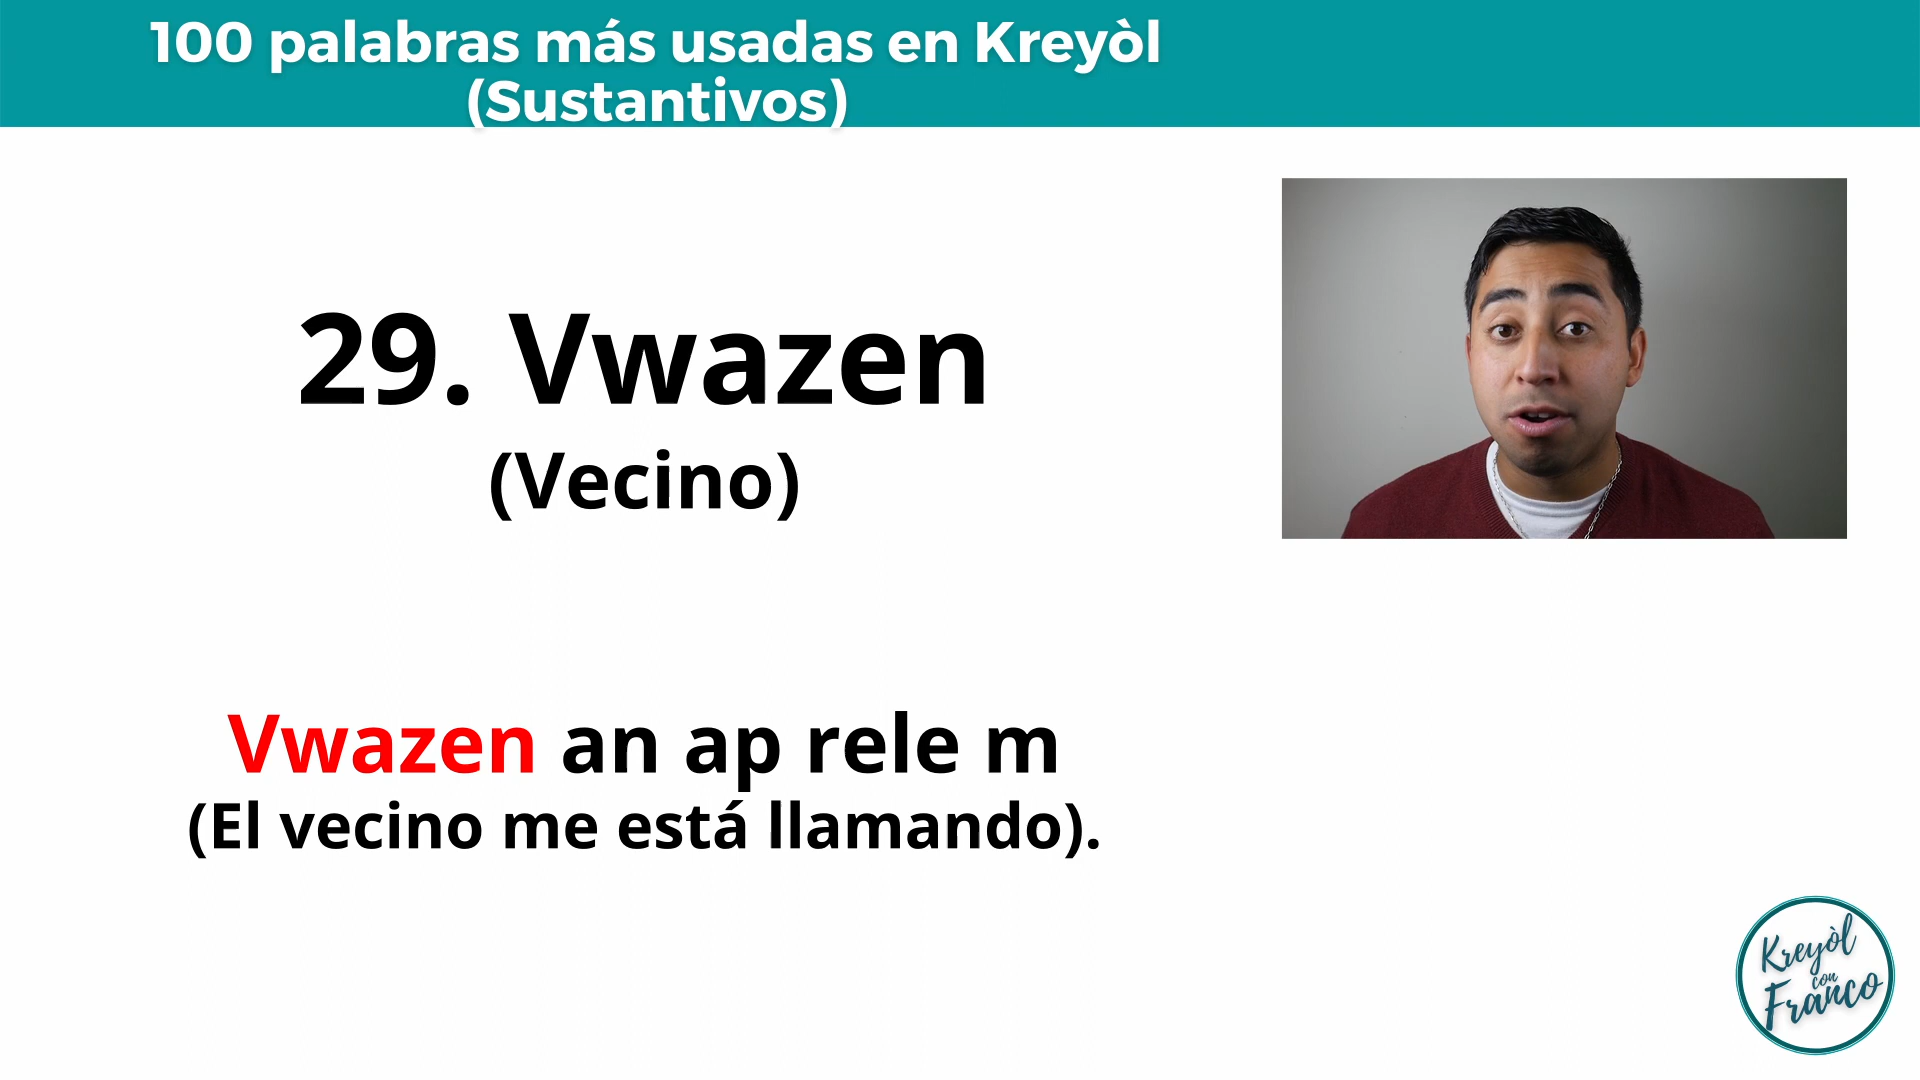 100 palabras más usadas en Kreyòl
(Sustantivos)
29. Vwazen
(Vecino)
Vwazen an ap rele m
(El vecino me está llamando).
Kreyòl
con
Franco